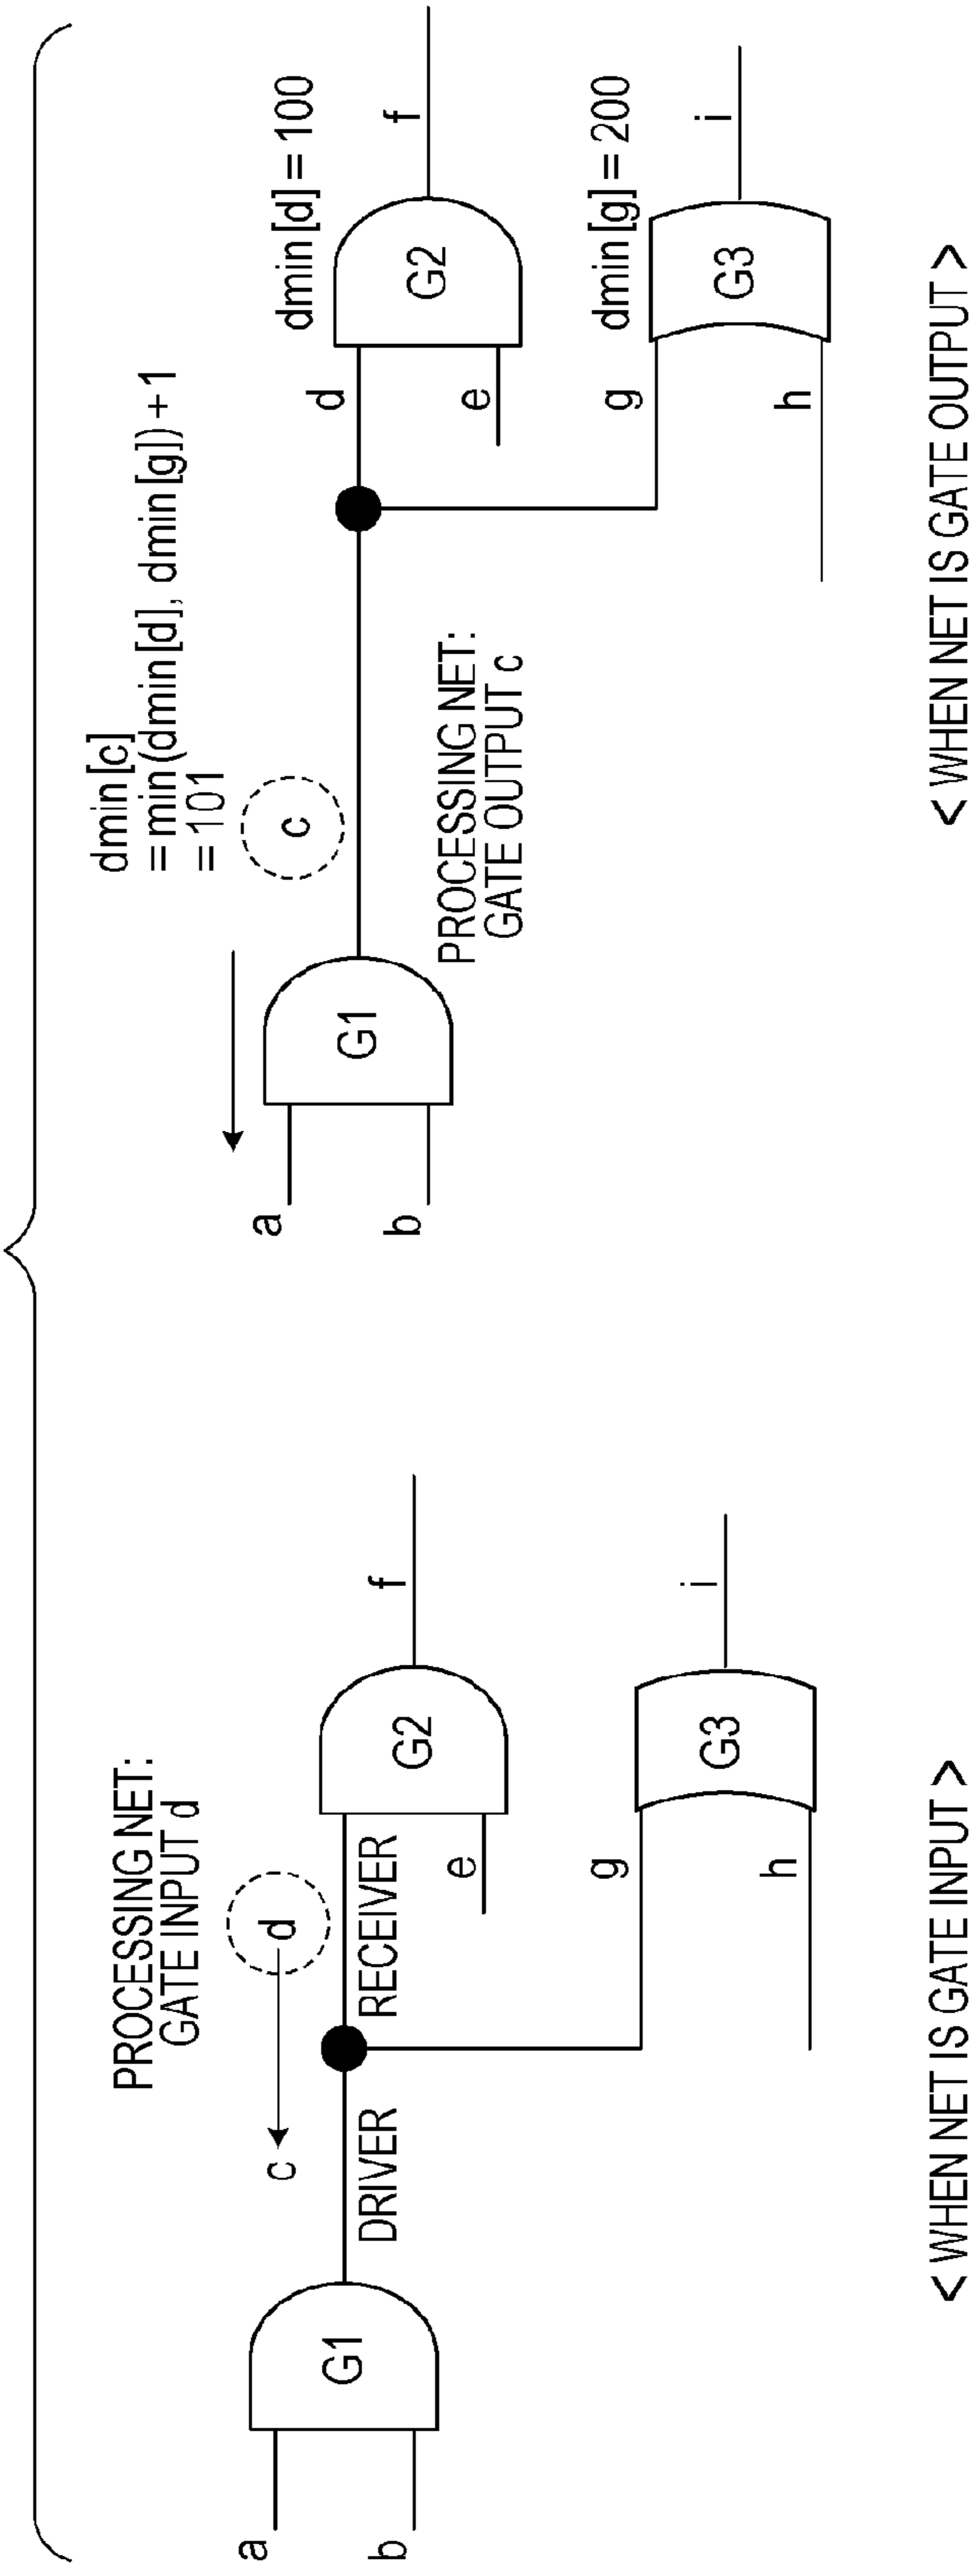 PROCESSING NET:
GATE INPUT d
c
d
a
b
G1
DRIVER
RECEIVER
e
G2
f
g
h
G3
i
< WHEN NET IS GATE INPUT >
dmin [c]
= min (dmin [d], dmin [g]) + 1
= 101
c
a
b
G1
PROCESSING NET:
GATE OUTPUT c
d
e
G2
dmin [d] = 100
f
g
h
G3
dmin [g] = 200
i
< WHEN NET IS GATE OUTPUT >